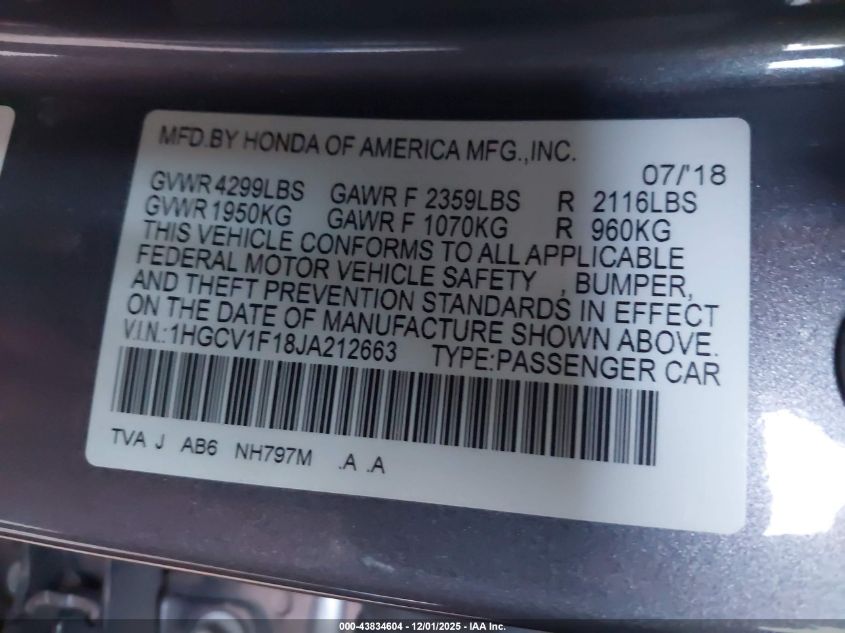 MFD.BY HONDA OF AMERICA MFG.,INC.
07/'18
GVWR 4299LBS GAWR F 2359LBS R 2116LBS
GVWR 1950KG GAWR F 1070KG R 960KG
THIS VEHICLE CONFORMS TO ALL APPLICABLE
FEDERAL MOTOR VEHICLE SAFETY , BUMPER,
AND THEFT PREVENTION STANDARDS IN EFFECT
ON THE DATE OF MANUFACTURE SHOWN ABOVE.
V.I.N.:1HGCV1F18JA212663 TYPE:PASSENGER CAR
TVA J AB6 NH797M .A .A
000-43834604 - 12/01/2025 - IAA Inc.